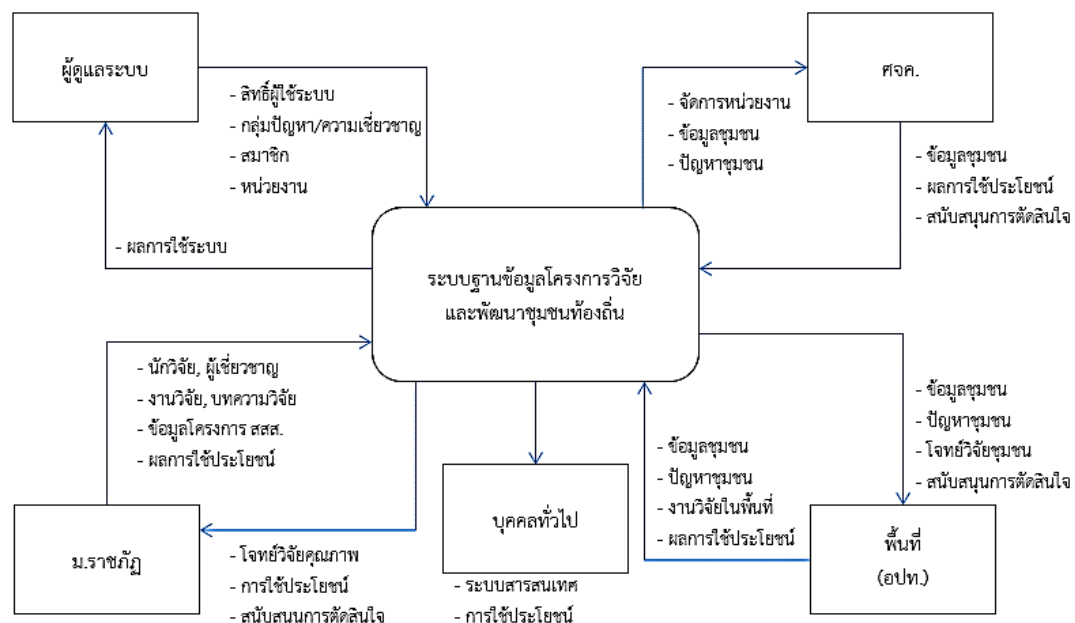 ผู้ดูแลระบบ
- สิทธิ์ผู้ใช้ระบบ
- กลุ่มปัญหา/ความเชี่ยวชาญ
- สมาชิก
- หน่วยงาน
- ผลการใช้ระบบ
ศจค.
- จัดการหน่วยงาน
- ข้อมูลชุมชน
- ปัญหาชุมชน
- ข้อมูลชุมชน
- ผลการใช้ประโยชน์
- สนับสนุนการตัดสินใจ
ระบบฐานข้อมูลโครงการวิจัย
และพัฒนาชุมชนท้องถิ่น
- นักวิจัย, ผู้เชี่ยวชาญ
- งานวิจัย, บทความวิจัย
- ข้อมูลโครงการ สสส.
- ผลการใช้ประโยชน์
ม.ราชภัฏ
- โจทย์วิจัยคุณภาพ
- การใช้ประโยชน์
- สนับสนุนการตัดสินใจ
บุคคลทั่วไป
- ระบบสารสนเทศ
- การใช้ประโยชน์
- ข้อมูลชุมชน
- ปัญหาชุมชน
- งานวิจัยในพื้นที่
- ผลการใช้ประโยชน์
- ข้อมูลชุมชน
- ปัญหาชุมชน
- โจทย์วิจัยชุมชน
- สนับสนุนการตัดสินใจ
พื้นที่
(อปท.)